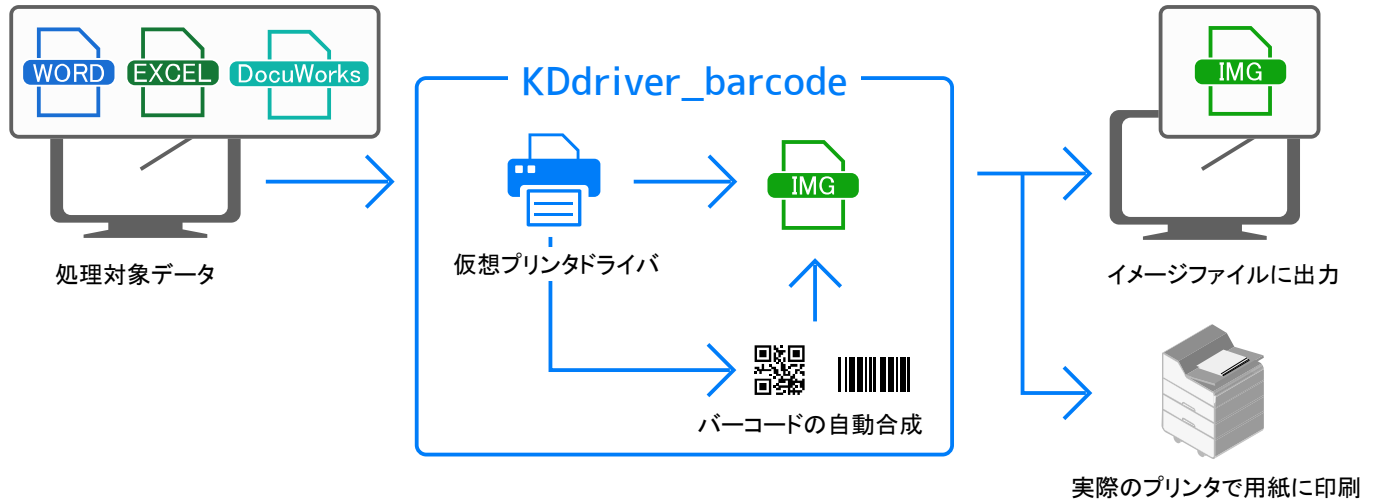 WORD
EXCEL
DocuWorks
処理対象データ
KDdriver_barcode
仮想プリンタドライバ
IMG
バーコードの自動合成
IMG
イメージファイルに出力
実際のプリンタで用紙に印刷